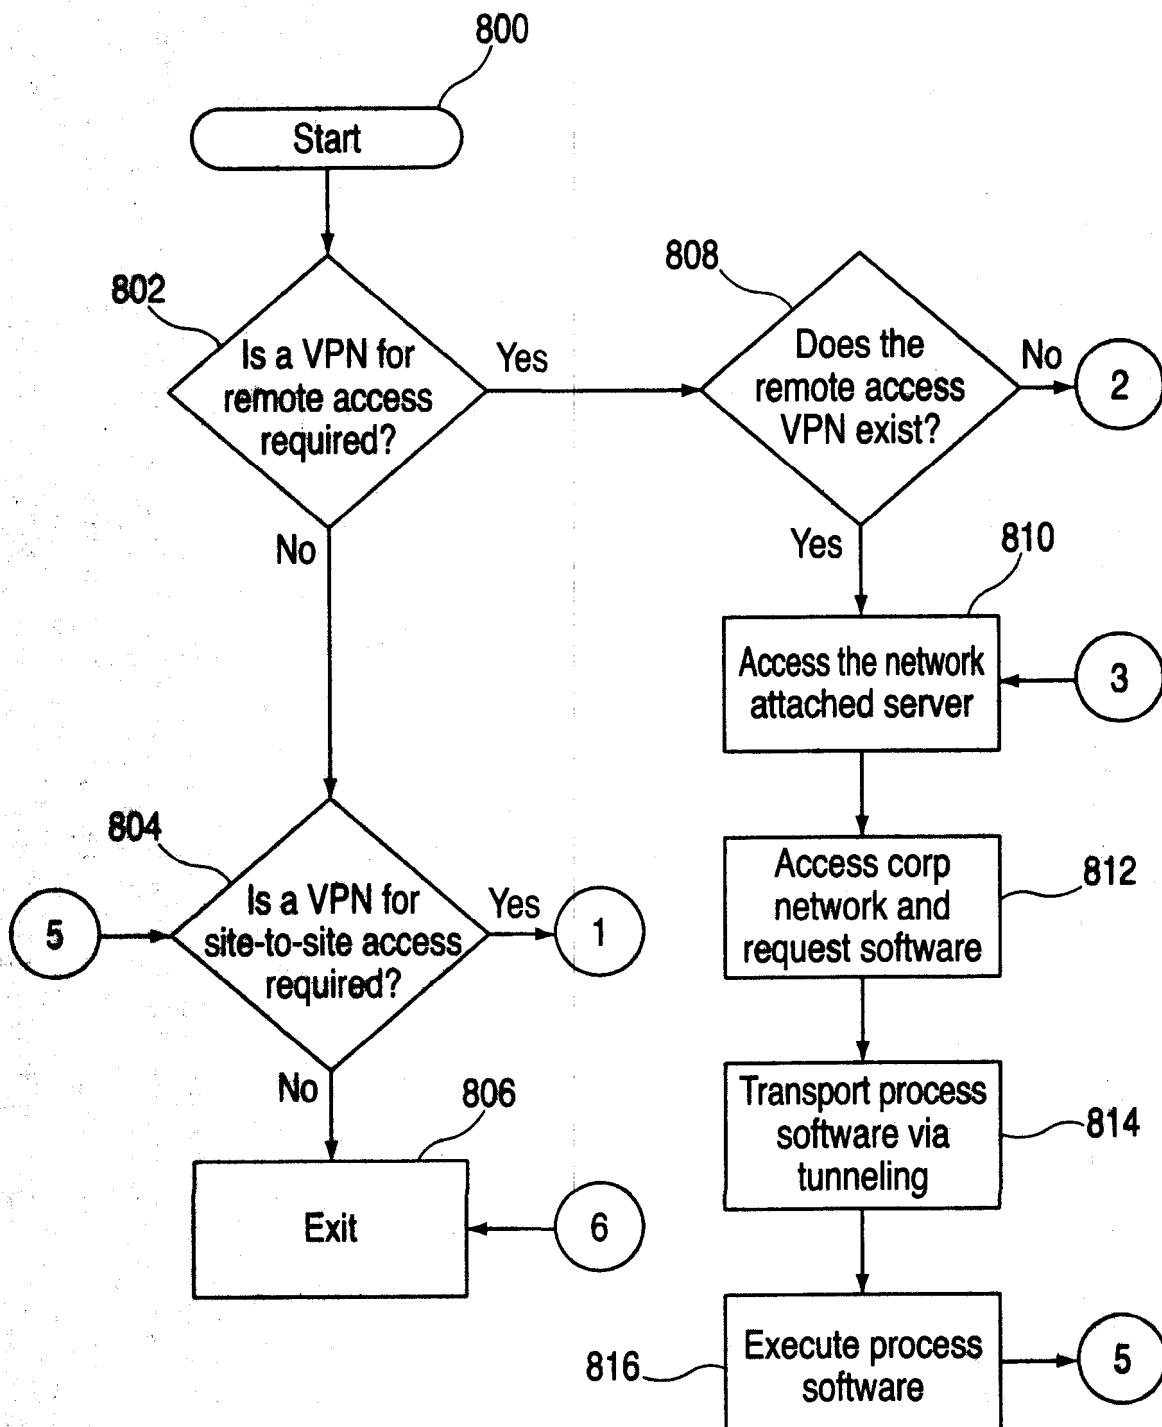 800
Start
802
Is a VPN for
remote access
required?
Yes
No
808
Does the
remote access
VPN exist?
No
2
Yes
810
Access the network
attached server
3
812
Access corp
network and
request software
814
Transport process
software via
tunneling
816
Execute process
software
5
804
5
Is a VPN for
site-to-site access
required?
Yes
1
No
806
Exit
6